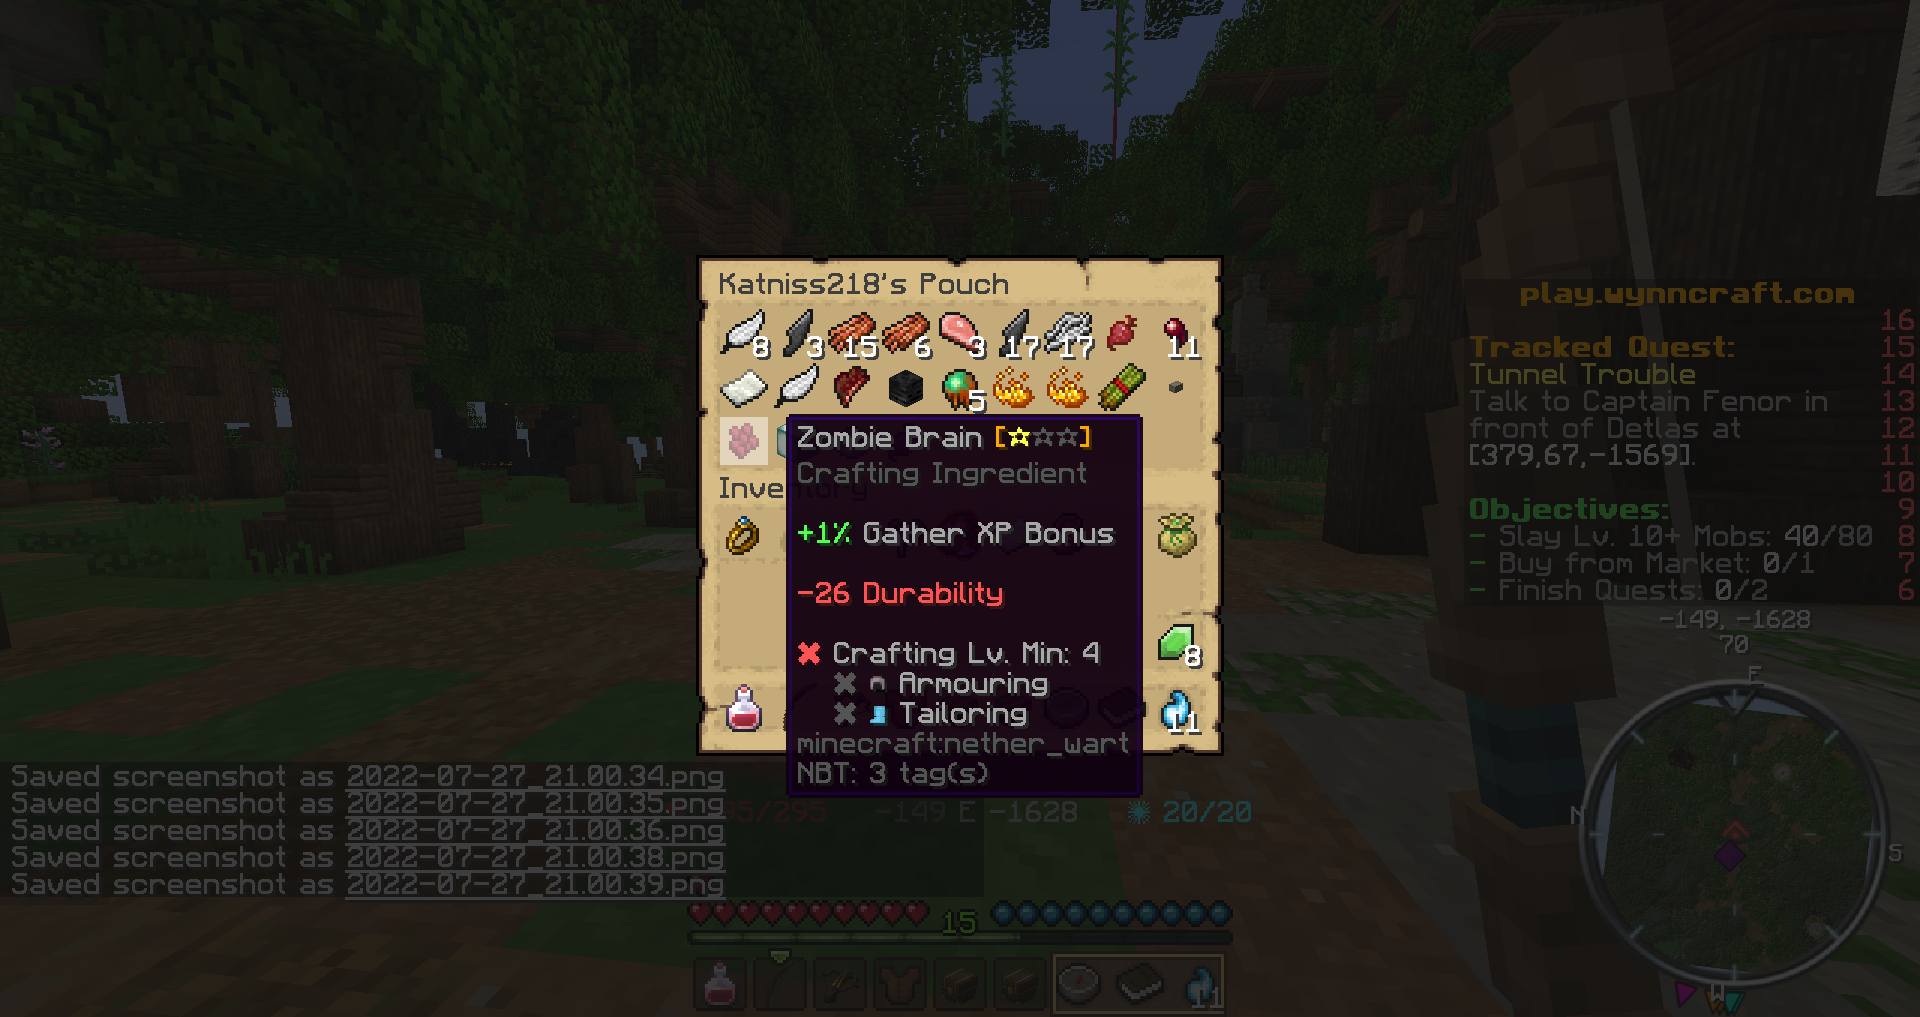 Katniss218's Pouch
8 3 15 6 3 17 17 11
5
Zombie Brain [☆☆☆]
Crafting Ingredient
+1% Gather XP Bonus
-26 Durability
✖ Crafting Lv. Min: 4
✖ Armouring
✖ Tailoring
minecraft:nether_wart
NBT: 3 tag(s)
Inventory
8
11
play.wynncraft.com
16
Tracked Quest: 15
Tunnel Trouble 14
Talk to Captain Fenor in 13
front of Detlas at 12
[379,67,-1569]. 11
10
Objectives: 9
- Slay Lv. 10+ Mobs: 40/80 8
- Buy from Market: 0/1 7
- Finish Quests: 0/2 6
-149, -1628
70
E
N
S
W
Saved screenshot as 2022-07-27_21.00.34.png
Saved screenshot as 2022-07-27_21.00.35.png
Saved screenshot as 2022-07-27_21.00.36.png
Saved screenshot as 2022-07-27_21.00.38.png
Saved screenshot as 2022-07-27_21.00.39.png
95/295 -149 E -1628 20/20
15
11